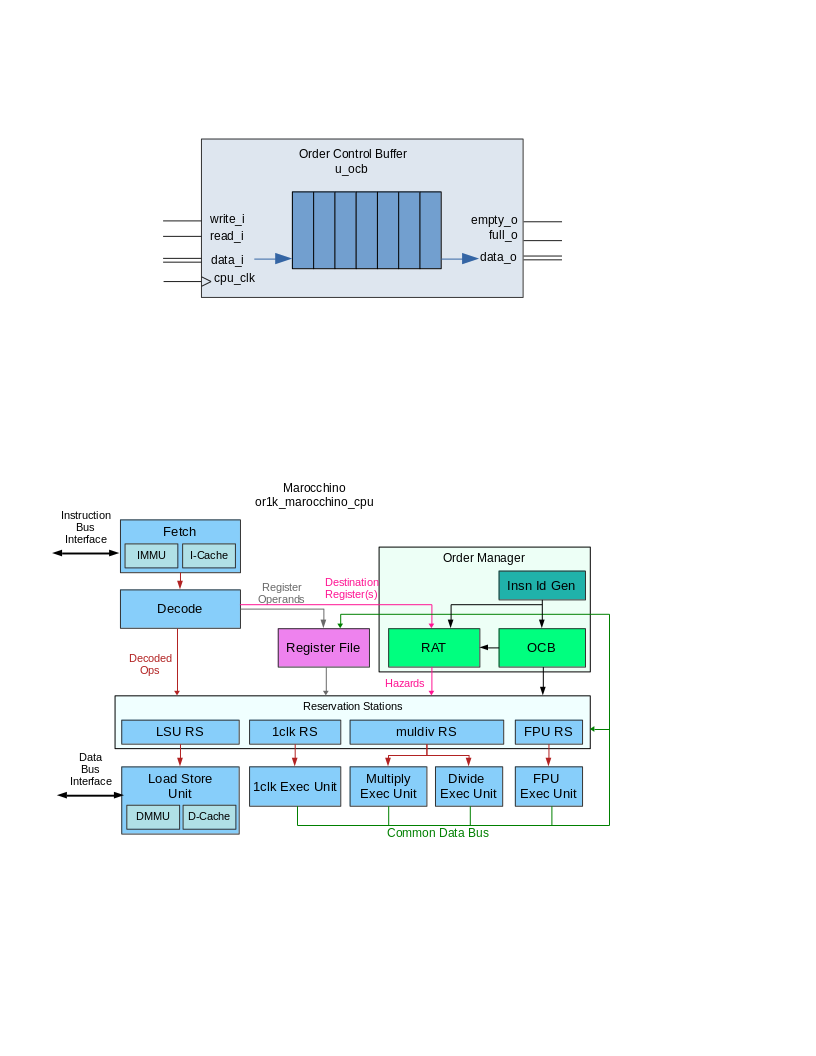 Order Control Buffer
u_ocb
write_i
read_i
data_i
cpu_clk
empty_o
full_o
data_o
Marocchino
or1k_marocchino_cpu
Instruction
Bus
Interface
Fetch
IMMU
I-Cache
Decode
Register
Operands
Destination
Register(s)
Order Manager
Insn Id Gen
Register File
RAT
OCB
Decoded
Ops
Hazards
Reservation Stations
LSU RS
1clk RS
muldiv RS
FPU RS
Data
Bus
Interface
Load Store
Unit
DMMU
D-Cache
1clk Exec Unit
Multiply
Exec Unit
Divide
Exec Unit
FPU
Exec Unit
Common Data Bus